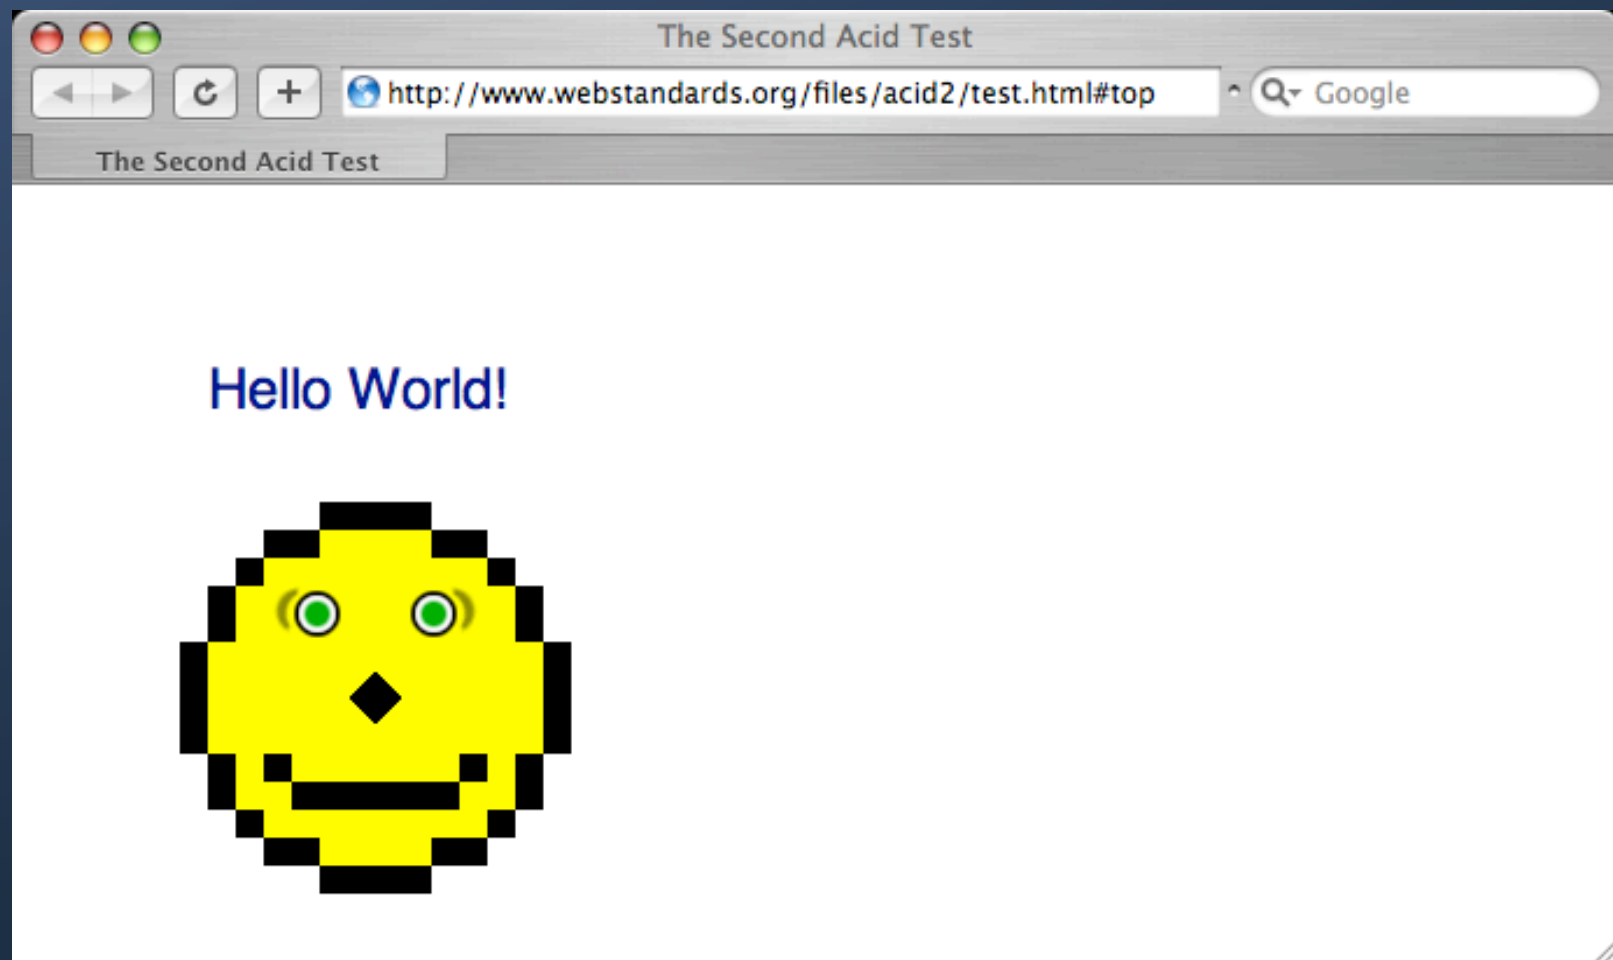 The Second Acid Test
http://www.webstandards.org/files/acid2/test.html#top
Google
The Second Acid Test
Hello World!